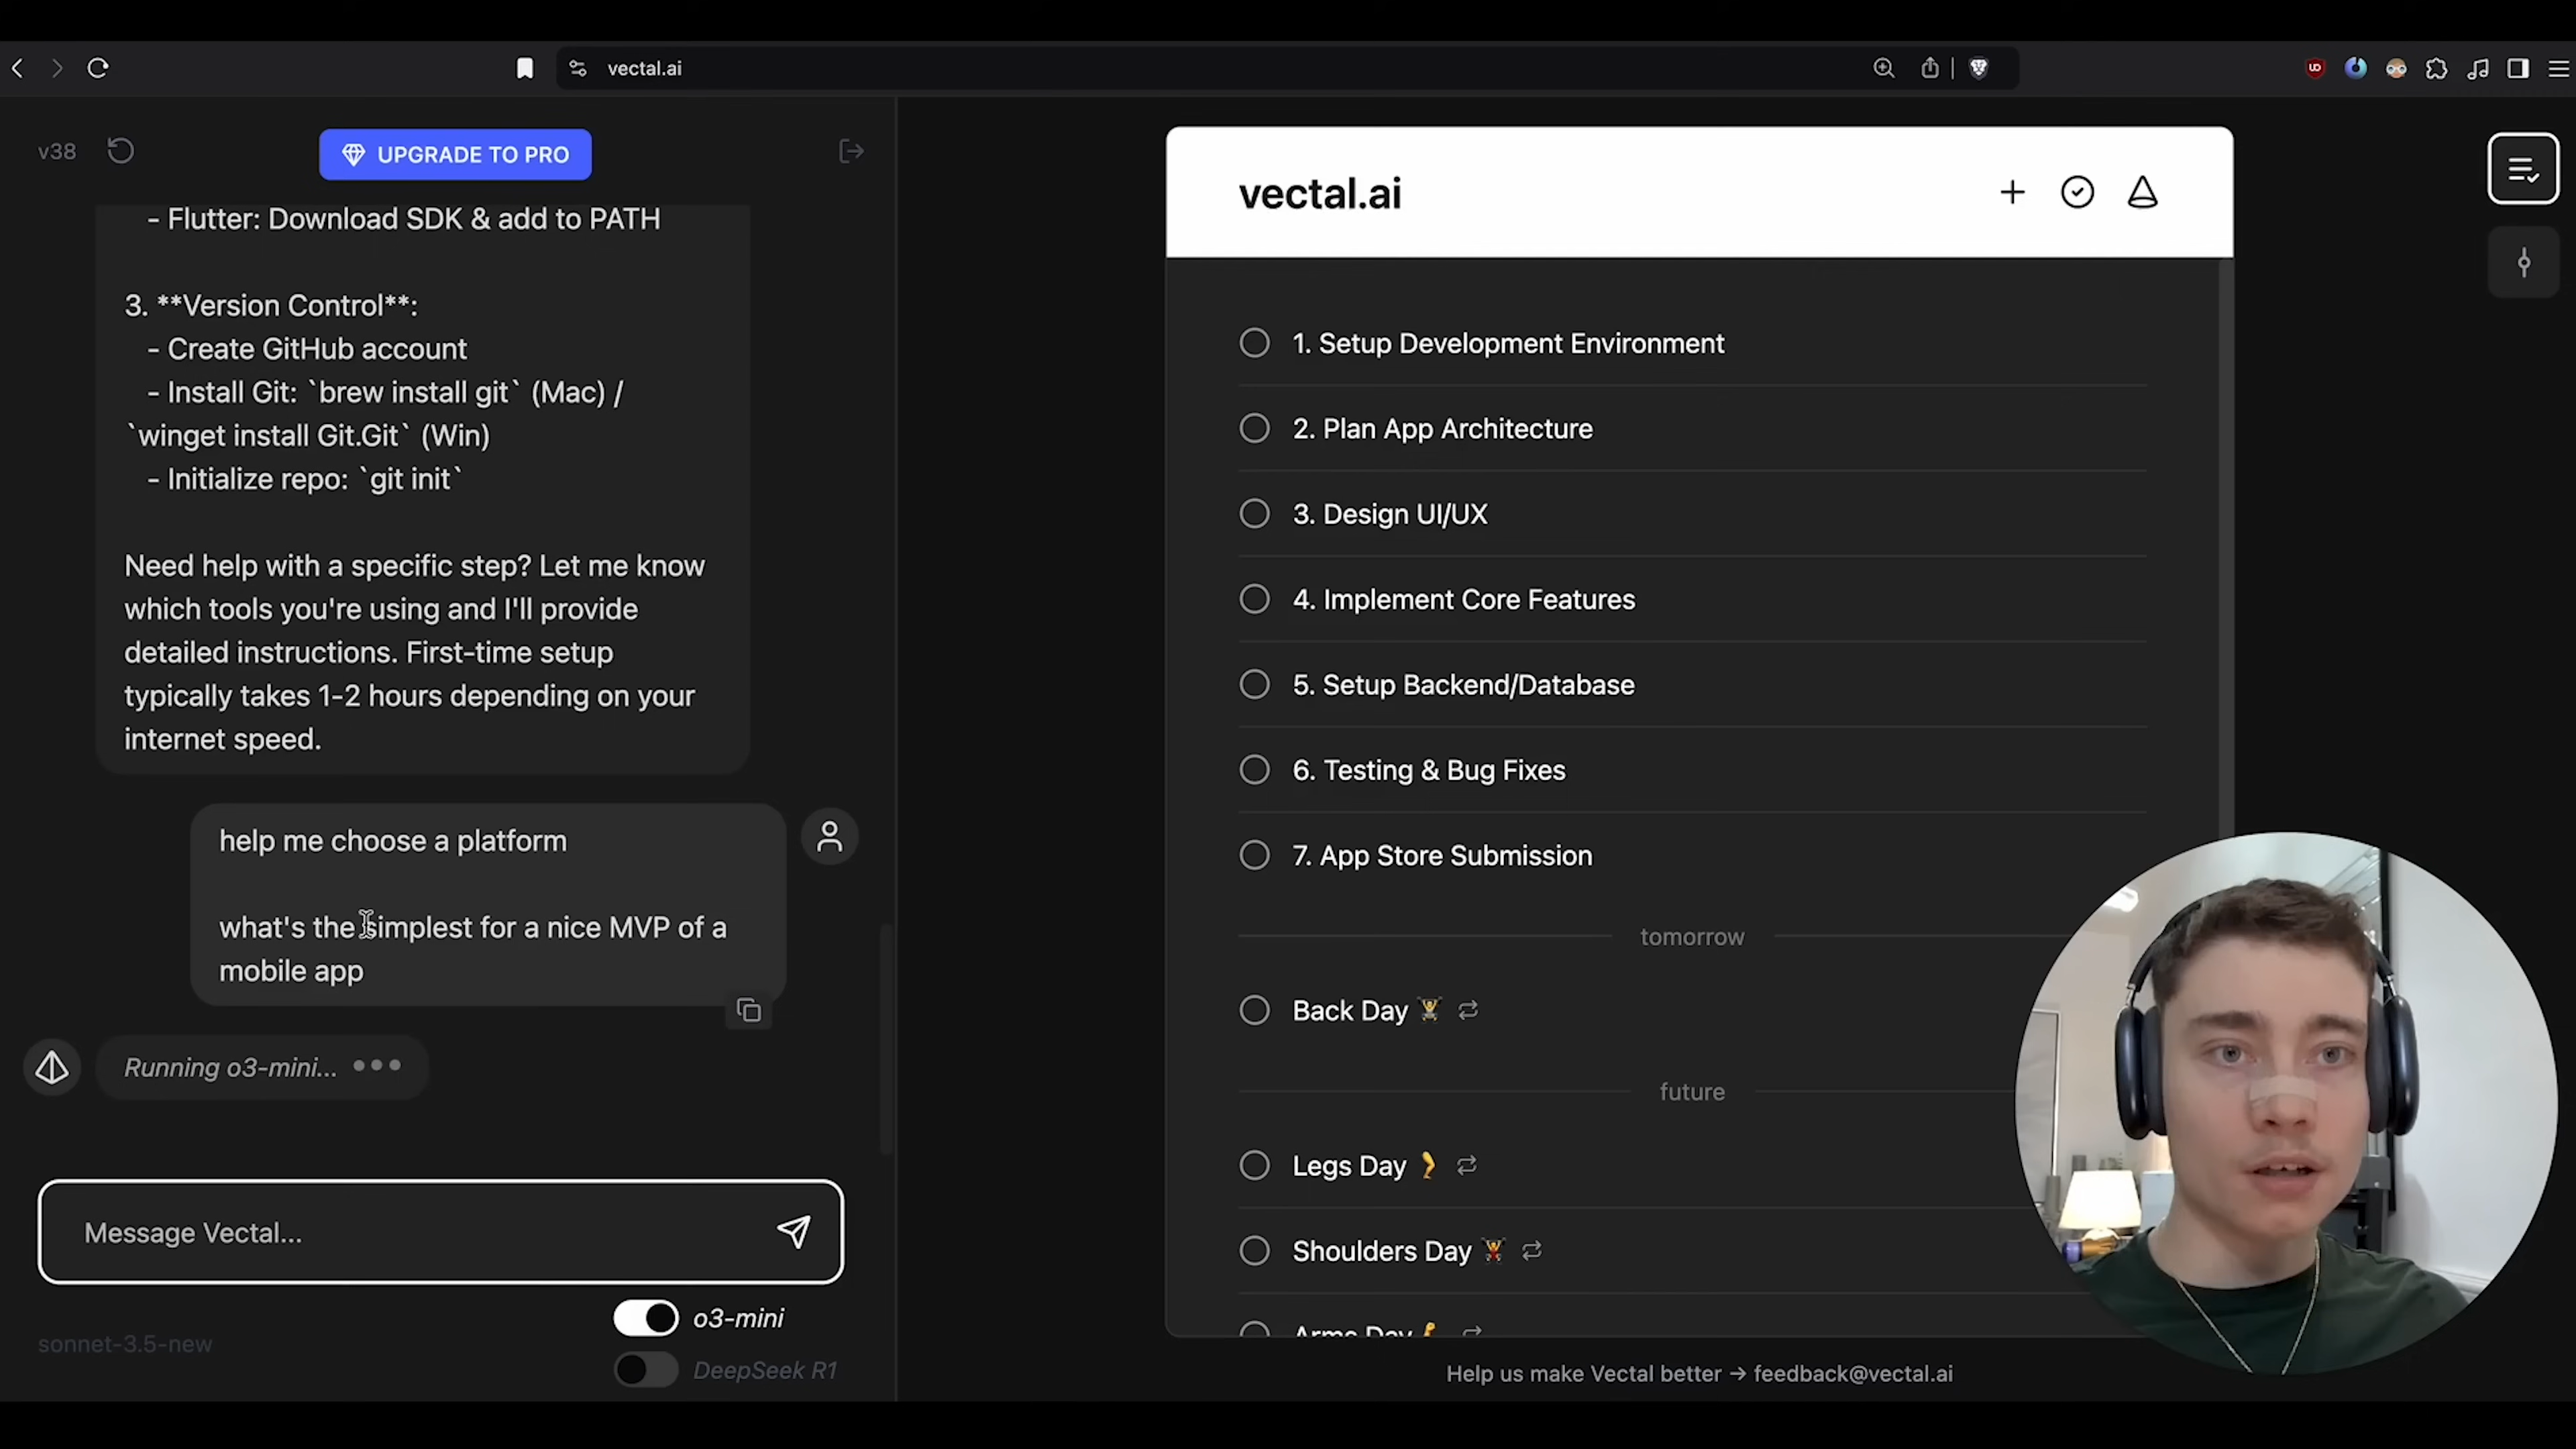 vectal.ai
v38
UPGRADE TO PRO
- Flutter: Download SDK & add to PATH
3. **Version Control**:
- Create GitHub account
- Install Git: `brew install git` (Mac) /
`winget install Git.Git` (Win)
- Initialize repo: `git init`
Need help with a specific step? Let me know
which tools you're using and I'll provide
detailed instructions. First-time setup
typically takes 1-2 hours depending on your
internet speed.
help me choose a platform
what's the simplest for a nice MVP of a
mobile app
Running o3-mini...
Message Vectal...
o3-mini
sonnet-3.5-new
DeepSeek R1
vectal.ai
1. Setup Development Environment
2. Plan App Architecture
3. Design UI/UX
4. Implement Core Features
5. Setup Backend/Database
6. Testing & Bug Fixes
7. App Store Submission
tomorrow
Back Day
future
Legs Day
Shoulders Day
Arms Day
Help us make Vectal better → feedback@vectal.ai